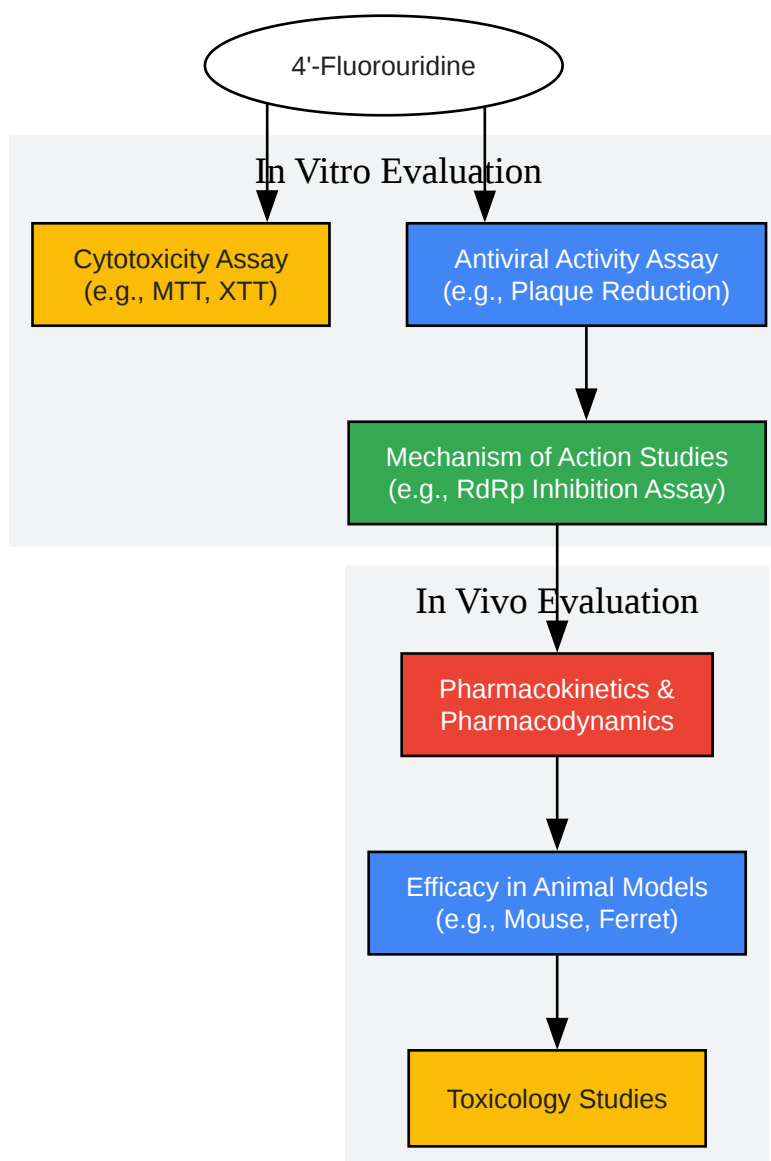 4'-Fluorouridine
In Vitro Evaluation
Cytotoxicity Assay
(e.g., MTT, XTT)
Antiviral Activity Assay
(e.g., Plaque Reduction)
Mechanism of Action Studies
(e.g., RdRp Inhibition Assay)
In Vivo Evaluation
Pharmacokinetics &
Pharmacodynamics
Efficacy in Animal Models
(e.g., Mouse, Ferret)
Toxicology Studies